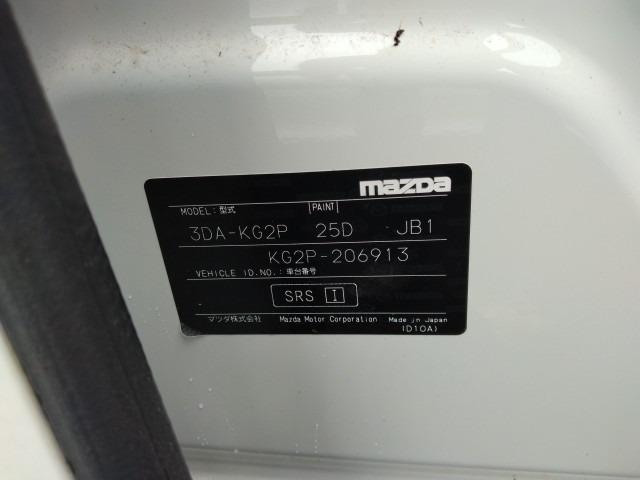 mazda
MODEL:型式 [PAINT]
3DA-KG2P 25D JB1
KG2P-206913
VEHICLE ID.NO.:車台番号
SRS I
マツダ株式会社 Mazda Motor Corporation Made in Japan
(D10A)